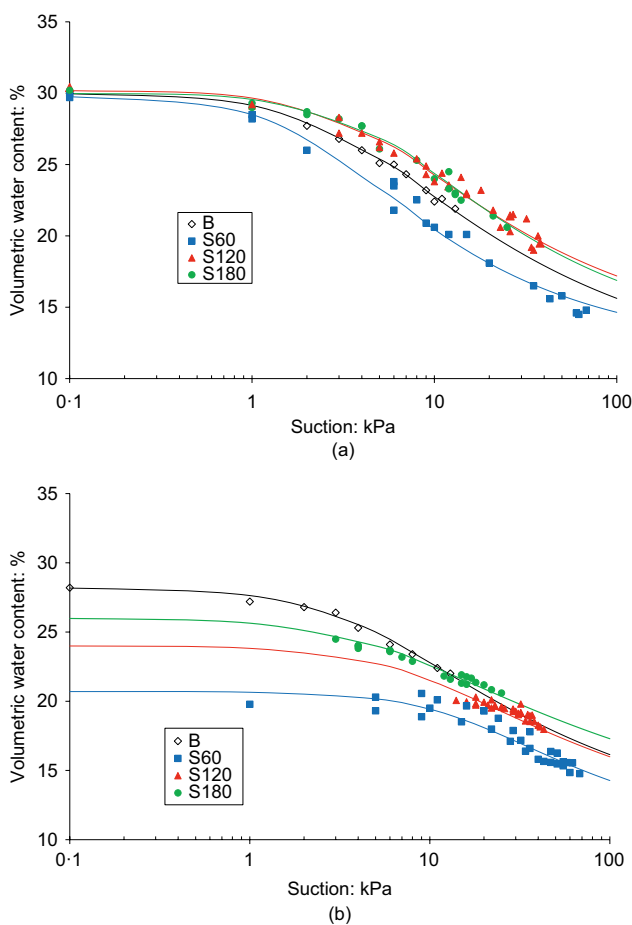 35
30
25
20
15
10
Volumetric water content: %
B
S60
S120
S180
0·1 1 10 100
Suction: kPa
(a)
35
30
25
20
15
10
Volumetric water content: %
B
S60
S120
S180
0·1 1 10 100
Suction: kPa
(b)